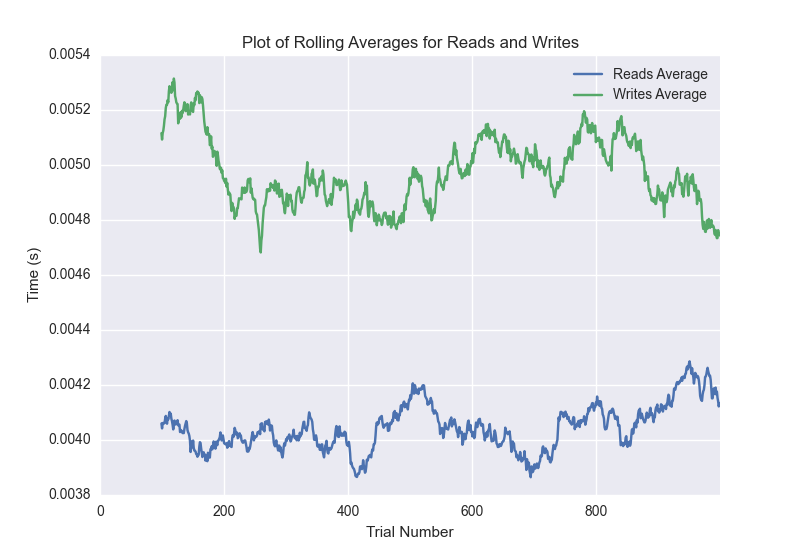 Plot of Rolling Averages for Reads and Writes
Reads Average
Writes Average
0.0054
0.0052
0.0050
0.0048
0.0046
0.0044
0.0042
0.0040
0.0038
Time (s)
0 200 400 600 800
Trial Number